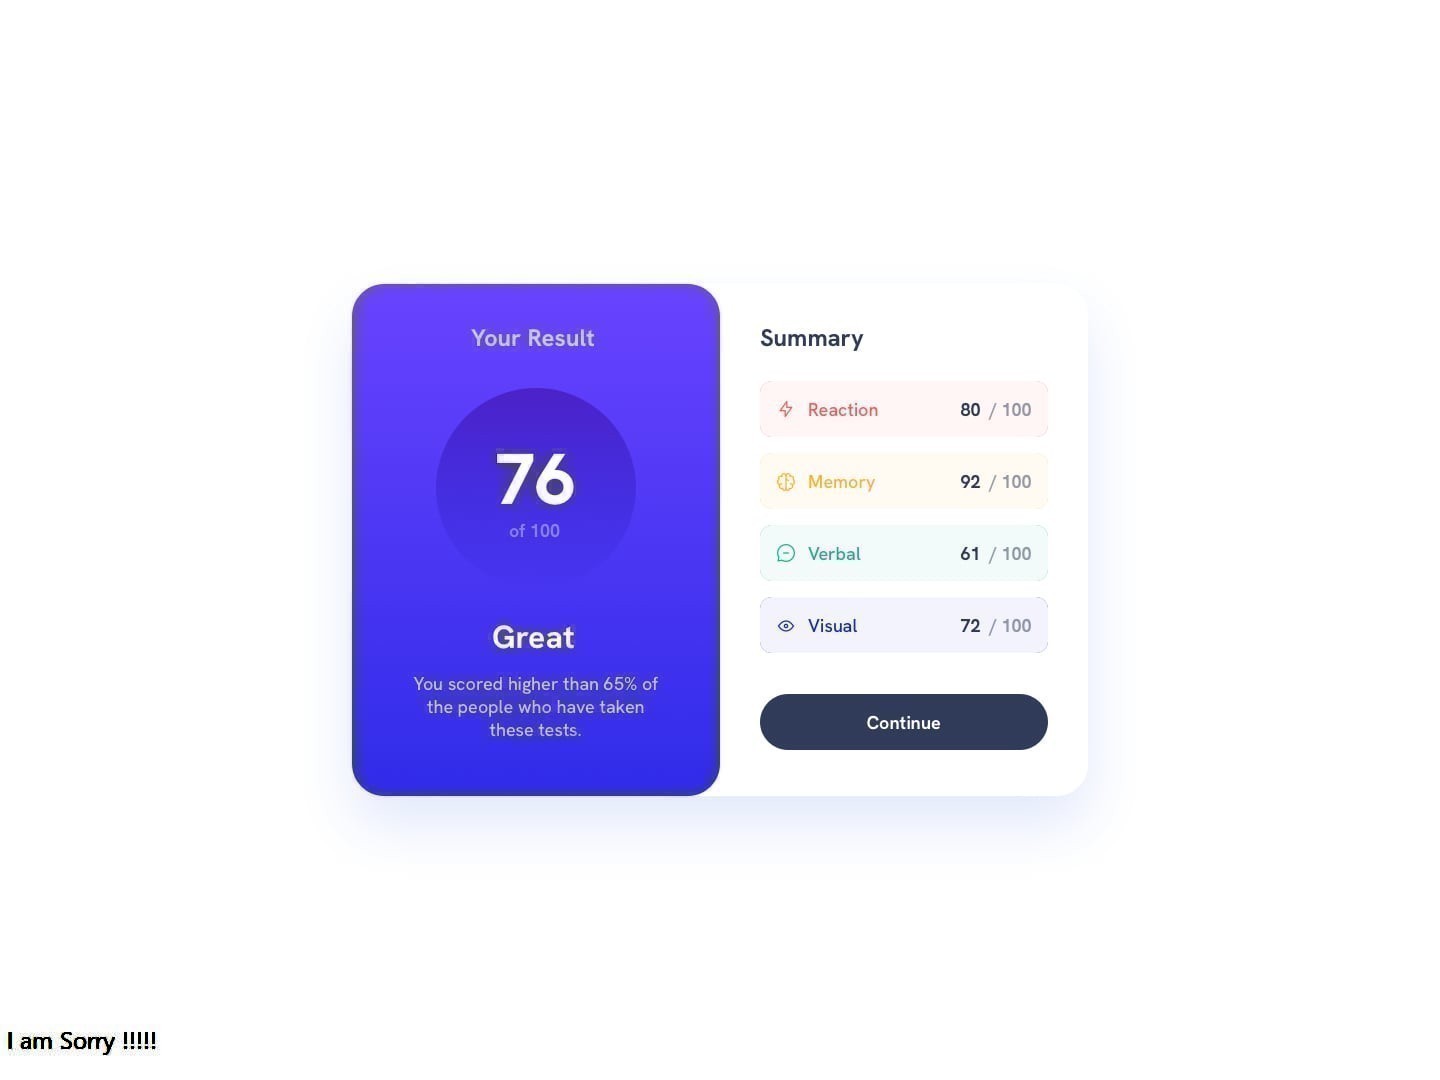 Your Result
76
of 100
Great
You scored higher than 65% of
the people who have taken
these tests.
Summary
Reaction 80 / 100
Memory 92 / 100
Verbal 61 / 100
Visual 72 / 100
Continue
I am Sorry !!!!!